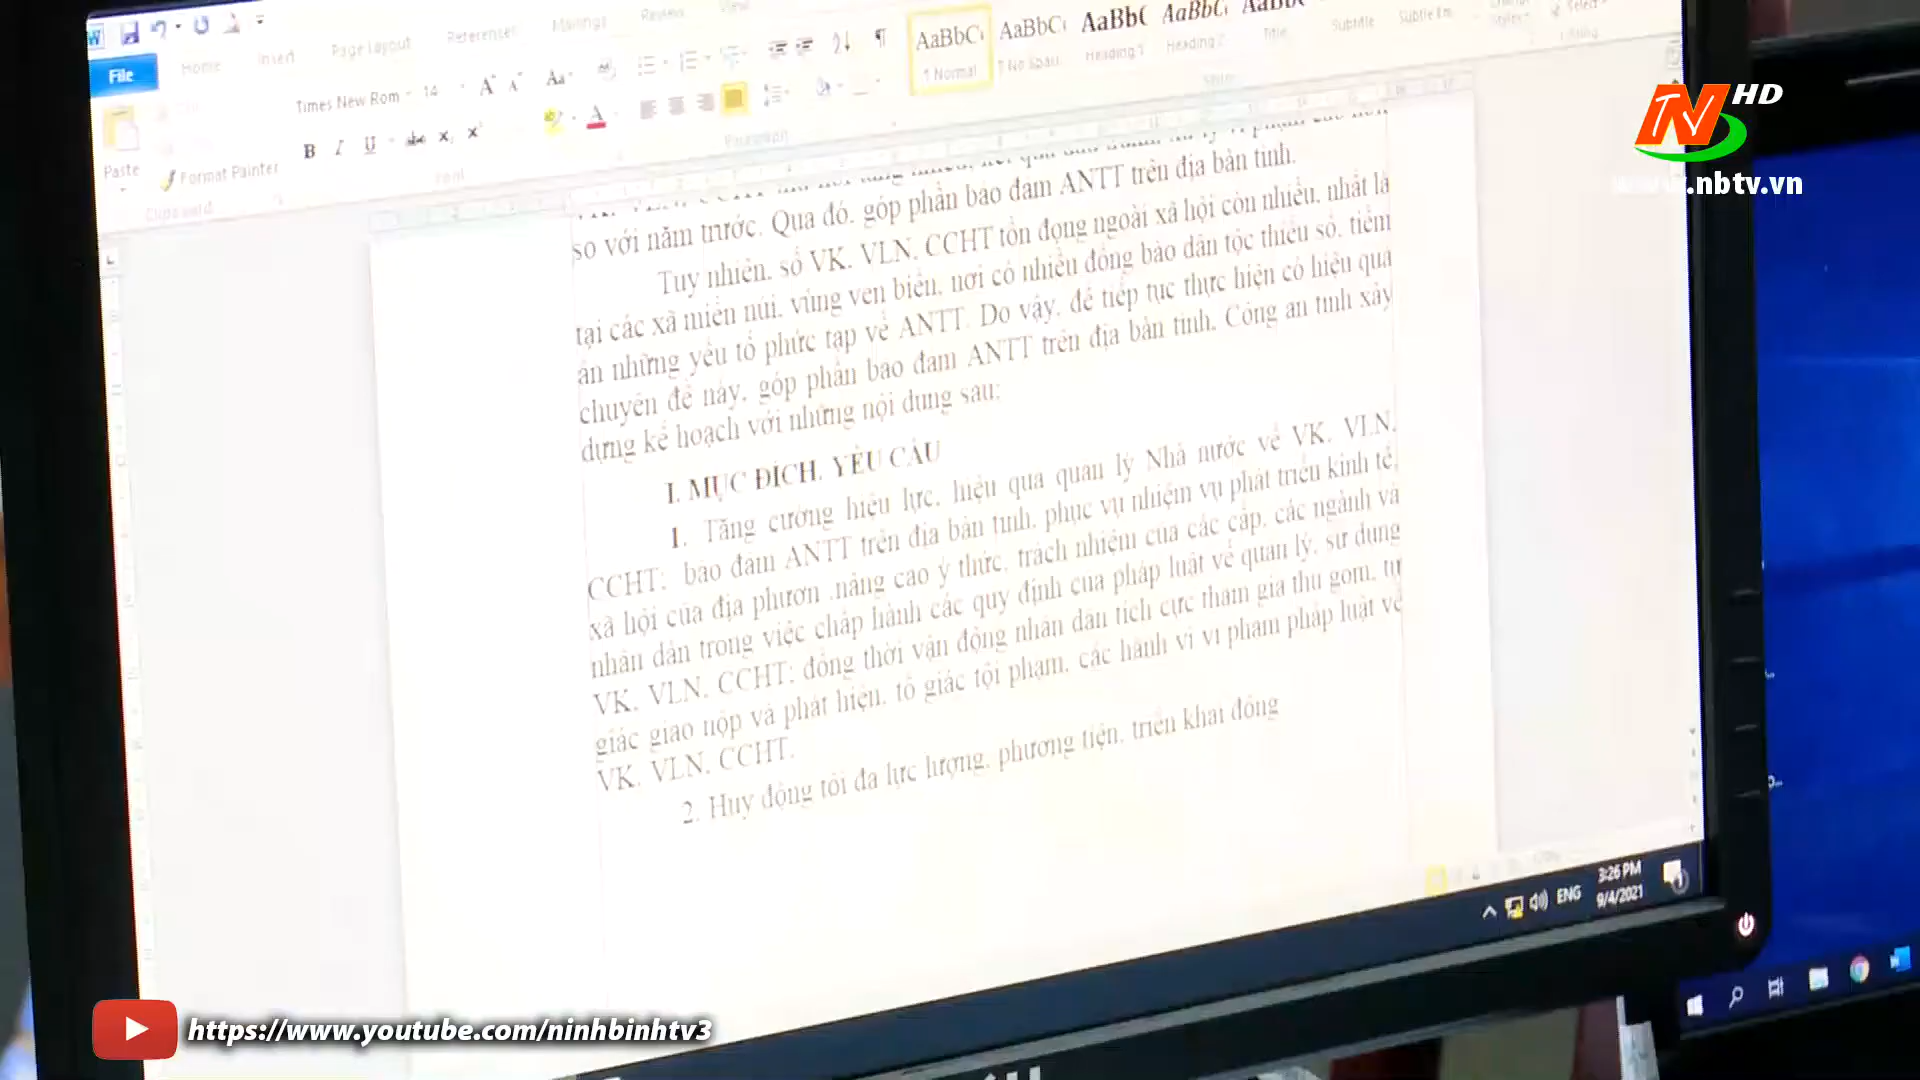 Mailings
Review
View
File
Home
Insert
Page Layout
References
AaBbC
AaBbC
AaBbC
AaBbC
Times New Rom
14
Aa
¶ Normal
Heading 1
Heading 2
Title
Subtitle
B I U abc x x
Paste
Format Painter
Paragraph
HD
www.nbtv.vn
so với năm trước. Qua đó, góp phần bảo đảm ANTT trên địa bàn tỉnh.
Tuy nhiên, số VK, VLN, CCHT tồn đọng ngoài xã hội còn nhiều, nhất là
tại các xã miền núi, vùng ven biển, nơi có nhiều đồng bào dân tộc thiểu số, tiềm
ẩn những yếu tố phức tạp về ANTT. Do vậy, để tiếp tục thực hiện có hiệu quả
chuyên đề này, góp phần bảo đảm ANTT trên địa bàn tỉnh, Công an tỉnh xây
dựng kế hoạch với những nội dung sau:
I. MỤC ĐÍCH, YÊU CẦU
1. Tăng cường hiệu lực, hiệu quả quản lý Nhà nước về VK, VLN,
CCHT; bảo đảm ANTT trên địa bàn tỉnh, phục vụ nhiệm vụ phát triển kinh tế,
xã hội của địa phươn .nâng cao ý thức, trách nhiệm của các cấp, các ngành và
nhân dân trong việc chấp hành các quy định của pháp luật về quản lý, sử dụng
VK, VLN, CCHT; đồng thời vận động nhân dân tích cực tham gia thu gom, tự
giác giao nộp và phát hiện, tố giác tội phạm, các hành vi vi phạm pháp luật về
VK, VLN, CCHT.
2. Huy động tối đa lực lượng, phương tiện, triển khai đồng
ENG
3:26 PM
9/4/2021
https://www.youtube.com/ninhbinhtv3